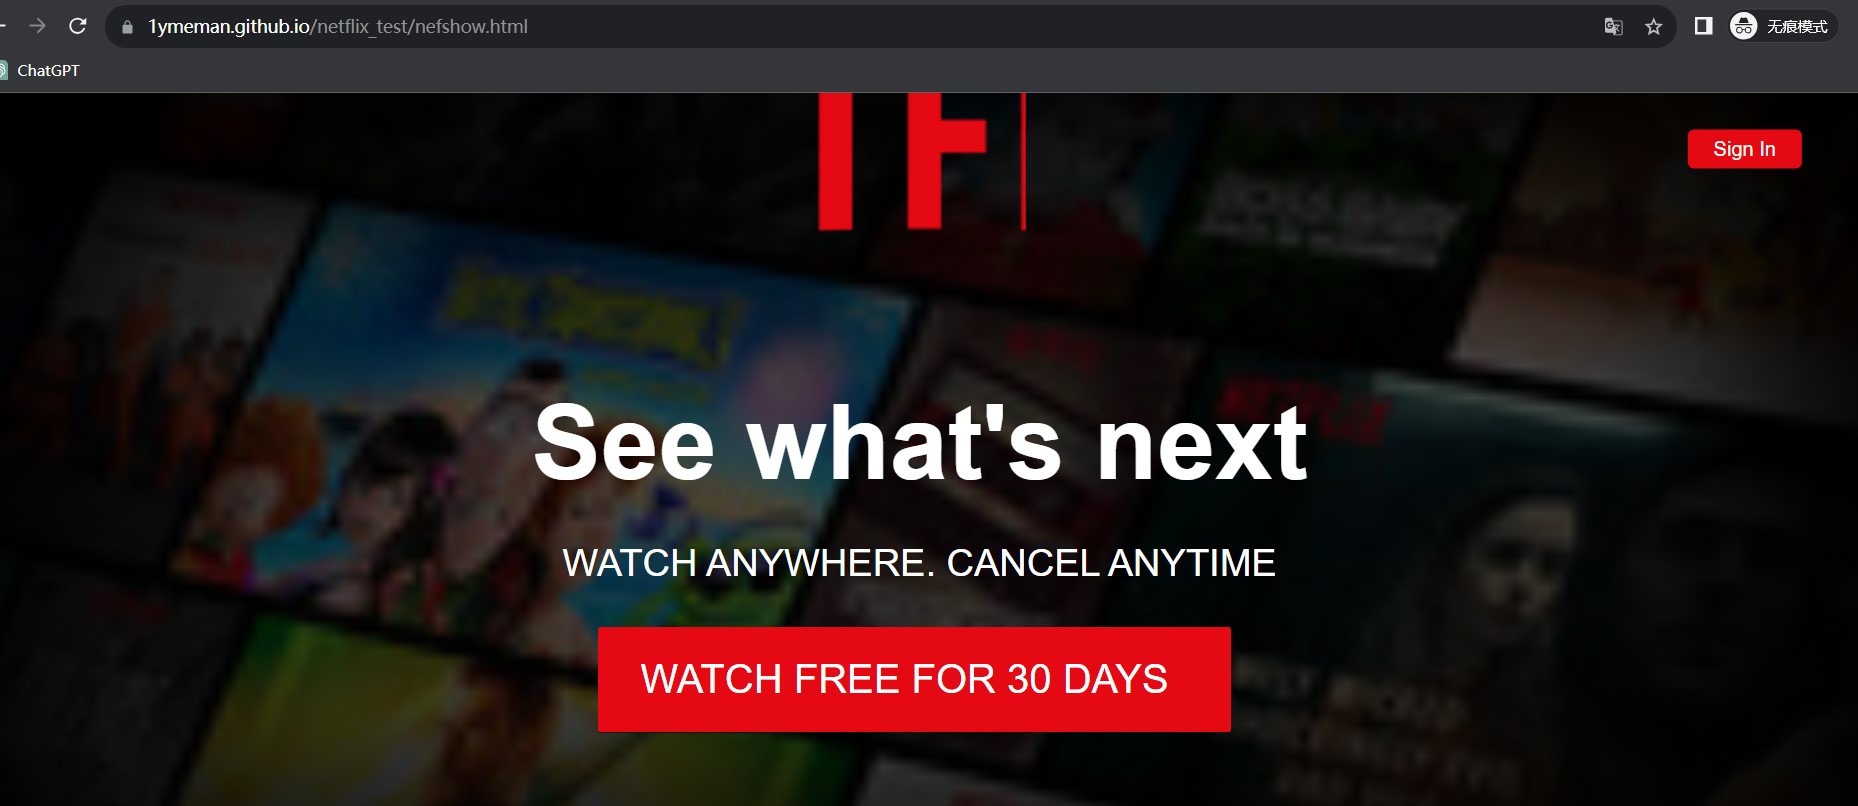 1ymeman.github.io/netflix_test/nefshow.html
无痕模式
ChatGPT
Sign In
See what's next
WATCH ANYWHERE. CANCEL ANYTIME
NETFLIX
WATCH FREE FOR 30 DAYS